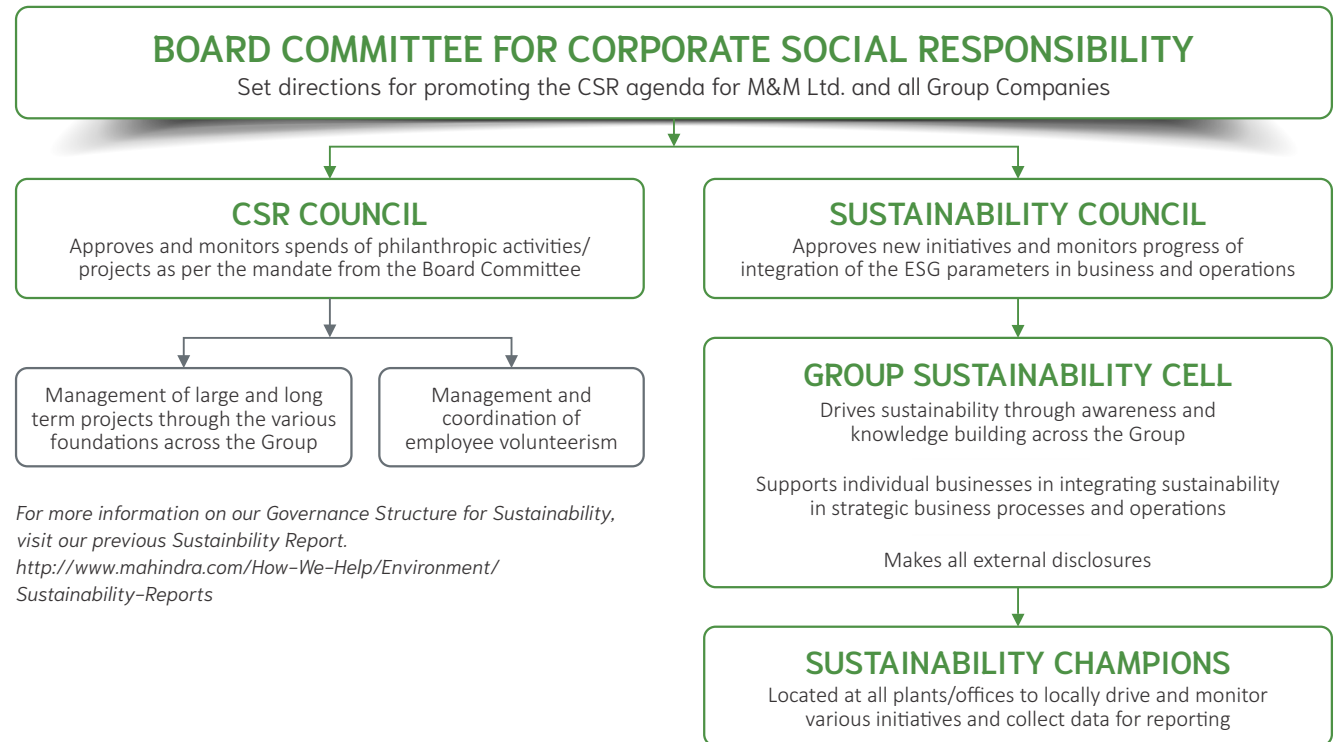 BOARD COMMITTEE FOR CORPORATE SOCIAL RESPONSIBILITY
Set directions for promoting the CSR agenda for M&M Ltd. and all Group Companies
CSR COUNCIL
Approves and monitors spends of philanthropic activities/
projects as per the mandate from the Board Committee
Management of large and long
term projects through the various
foundations across the Group
Management and
coordination of
employee volunteerism
For more information on our Governance Structure for Sustainability,
visit our previous Sustainbility Report.
http://www.mahindra.com/How-We-Help/Environment/
Sustainability-Reports
SUSTAINABILITY COUNCIL
Approves new initiatives and monitors progress of
integration of the ESG parameters in business and operations
GROUP SUSTAINABILITY CELL
Drives sustainability through awareness and
knowledge building across the Group
Supports individual businesses in integrating sustainability
in strategic business processes and operations
Makes all external disclosures
SUSTAINABILITY CHAMPIONS
Located at all plants/offices to locally drive and monitor
various initiatives and collect data for reporting